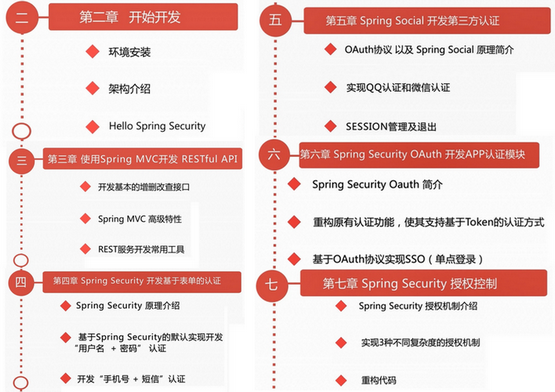 二
第二章 开始开发
环境安装
架构介绍
Hello Spring Security
三
第三章 使用Spring MVC开发 RESTful API
开发基本的增删改查接口
Spring MVC 高级特性
REST服务开发常用工具
四
第四章 Spring Security 开发基于表单的认证
Spring Security 原理介绍
基于Spring Security的默认实现开发
“用户名 + 密码” 认证
开发“手机号 + 短信”认证
五
第五章 Spring Social 开发第三方认证
OAuth协议 以及 Spring Social 原理简介
实现QQ认证和微信认证
SESSION管理及退出
六
第六章 Spring Security OAuth 开发APP认证模块
Spring Security Oauth 简介
重构原有认证功能，使其支持基于Token的认证方式
基于OAuth协议实现SSO（单点登录）
七
第七章 Spring Security 授权控制
Spring Security 授权机制介绍
实现3种不同复杂度的授权机制
重构代码